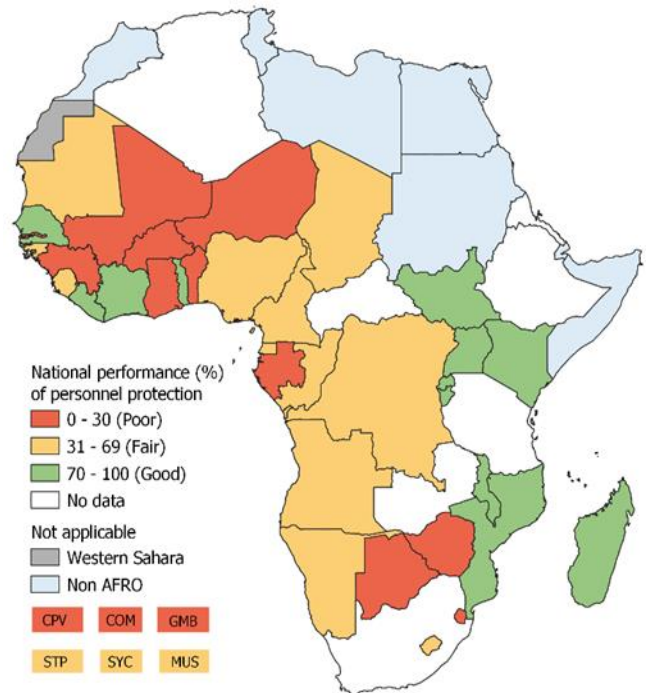 National performance (%)
of personnel protection
0 - 30 (Poor)
31 - 69 (Fair)
70 - 100 (Good)
No data
Not applicable
Western Sahara
Non AFRO
CPV COM GMB
STP SYC MUS